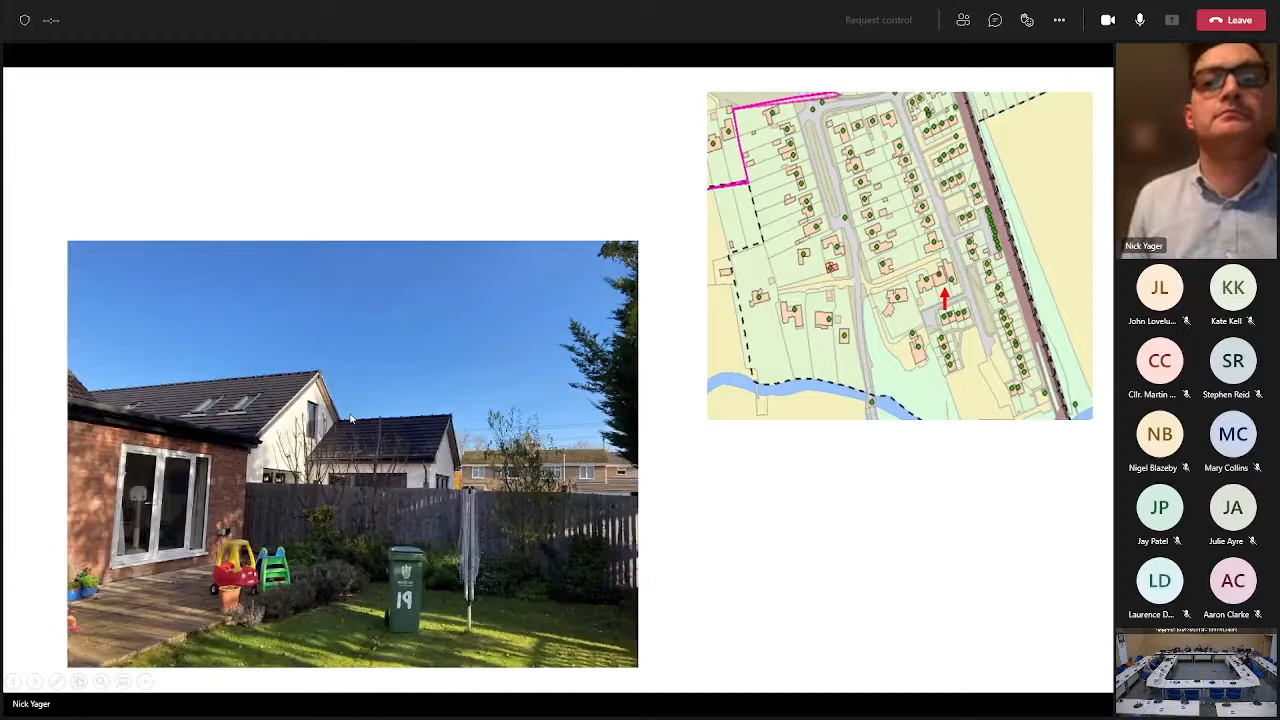 --:--
Request control
Leave
Nick Yager
JL
KK
John Lovelu...
Kate Kell
CC
SR
Cllr. Martin ...
Stephen Reid
NB
MC
Nigel Blazeby
Mary Collins
JP
JA
Jay Patel
Julie Ayre
LD
AC
Laurence D...
Aaron Clarke
19
Nick Yager